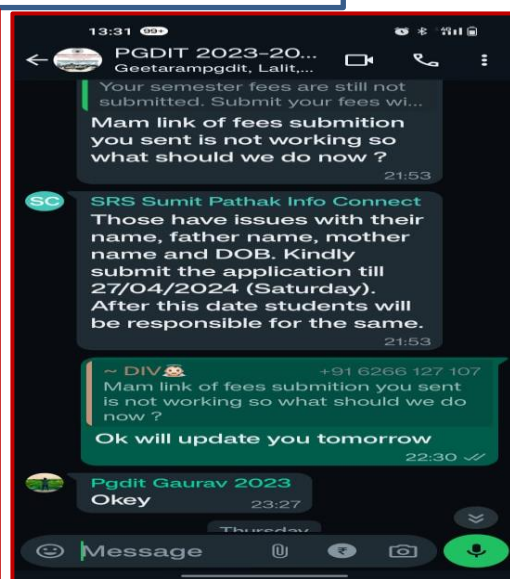 13:31 99+
PGDIT 2023-20...
Geetarampgdit, Lalit,...
Your semester fees are still not
submitted. Submit your fees wi...
Mam link of fees submition
you sent is not working so
what should we do now ?
21:53
SC
SRS Sumit Pathak Info Connect
Those have issues with their
name, father name, mother
name and DOB. Kindly
submit the application till
27/04/2024 (Saturday).
After this date students will
be responsible for the same.
21:53
~ DIV +91 6266 127 107
Mam link of fees submition you sent
is not working so what should we do
now ?
Ok will update you tomorrow
22:30
Pgdit Gaurav 2023
Okey
23:27
Thursday
Message